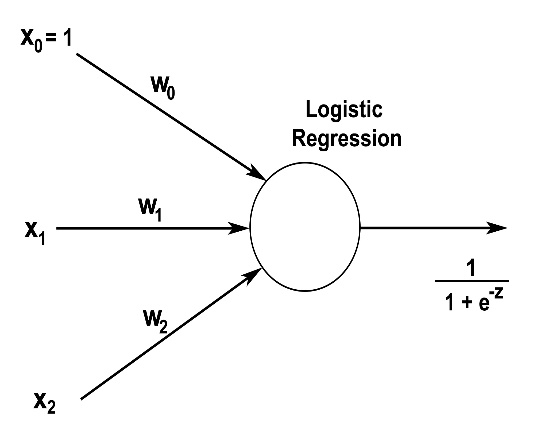 X₀ = 1
W₀
Logistic
Regression
W₁
X₁
1
1 + e⁻ᶻ
W₂
X₂